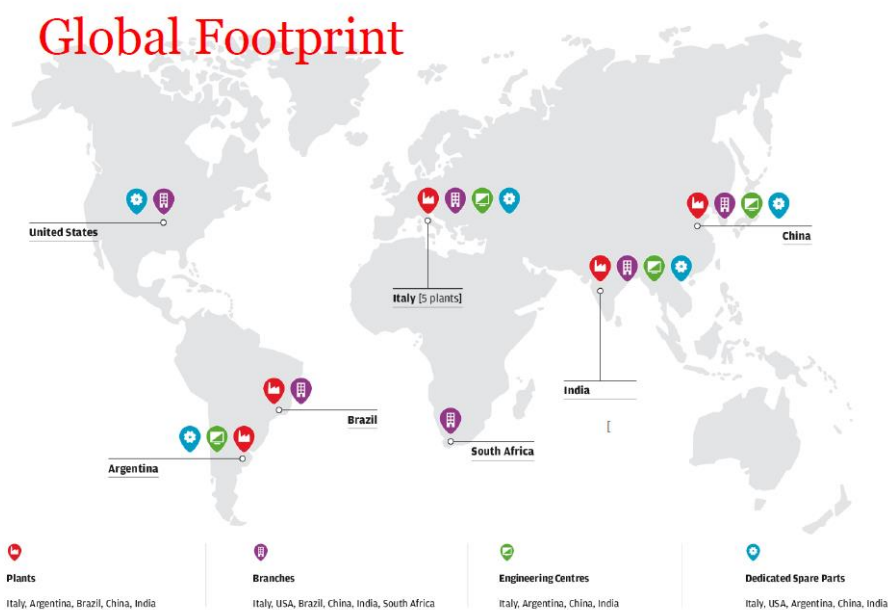 Global Footprint
United States
Italy [5 plants]
China
India
[
Brazil
South Africa
Argentina
Plants
Italy, Argentina, Brazil, China, India
Branches
Italy, USA, Brazil, China, India, South Africa
Engineering Centres
Italy, Argentina, China, India
Dedicated Spare Parts
Italy, USA, Argentina, China, India